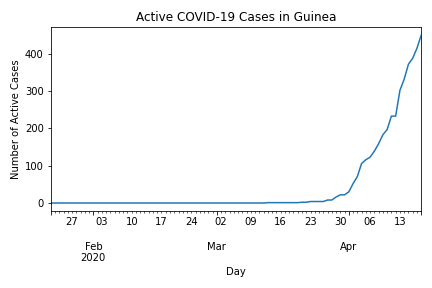 Active COVID-19 Cases in Guinea
400
300
200
100
0
Number of Active Cases
27 03 10 17 24 02 09 16 23 30 06 13
Feb Mar Apr
2020
Day